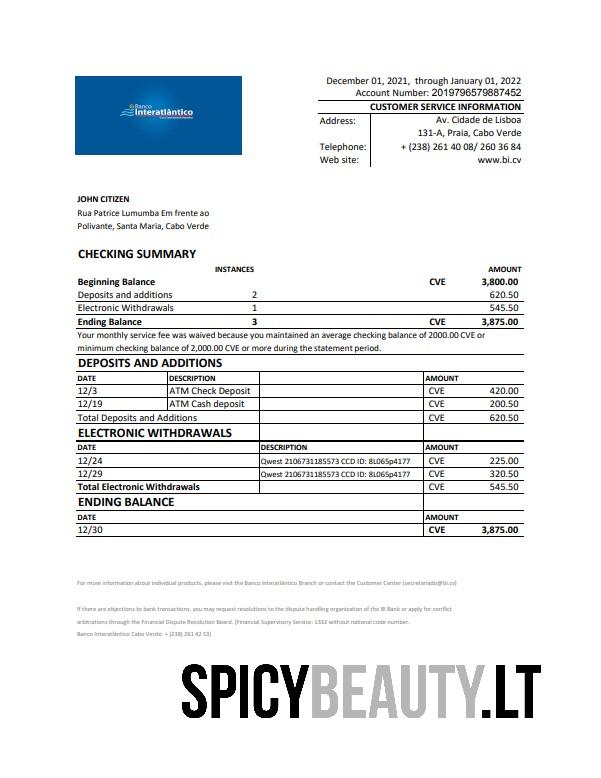 December 01, 2021, through January 01, 2022
Account Number: 2019796579887452
Banco
Interatlântico
CUSTOMER SERVICE INFORMATION
Address: Av. Cidade de Lisboa
131-A, Praia, Cabo Verde
Telephone: + (238) 261 40 08/ 260 36 84
Web site: www.bi.cv
JOHN CITIZEN
Rua Patrice Lumumba Em frente ao
Polivante, Santa Maria, Cabo Verde
CHECKING SUMMARY
INSTANCES AMOUNT
Beginning Balance CVE 3,800.00
Deposits and additions 2 620.50
Electronic Withdrawals 1 545.50
Ending Balance 3 CVE 3,875.00
Your monthly service fee was waived because you maintained an average checking balance of 2000.00 CVE or
minimum checking balance of 2,000.00 CVE or more during the statement period.
DEPOSITS AND ADDITIONS
DATE DESCRIPTION AMOUNT
12/3 ATM Check Deposit CVE 420.00
12/19 ATM Cash deposit CVE 200.50
Total Deposits and Additions CVE 620.50
ELECTRONIC WITHDRAWALS
DATE DESCRIPTION AMOUNT
12/24 Qwest 2106731185573 CCD ID: 8L065p4177 CVE 225.00
12/29 Qwest 2106731185573 CCD ID: 8L065p4177 CVE 320.50
Total Electronic Withdrawals CVE 545.50
ENDING BALANCE
DATE AMOUNT
12/30 CVE 3,875.00
For more information about individual products, please visit the Banco Interatlântico Branch or contact the Customer Center (secretariado@bi.cv)
If there are objections to bank transactions, you may request resolutions to the dispute handling organization of the BI Bank or apply for conflict
arbitrations through the Financial Dispute Resolution Board. (Financial Supervisory Service: 1332 without national code number.
Banco Interatlântico Cabo Verde: + (238) 261 42 53)
SPICYBEAUTY.LT